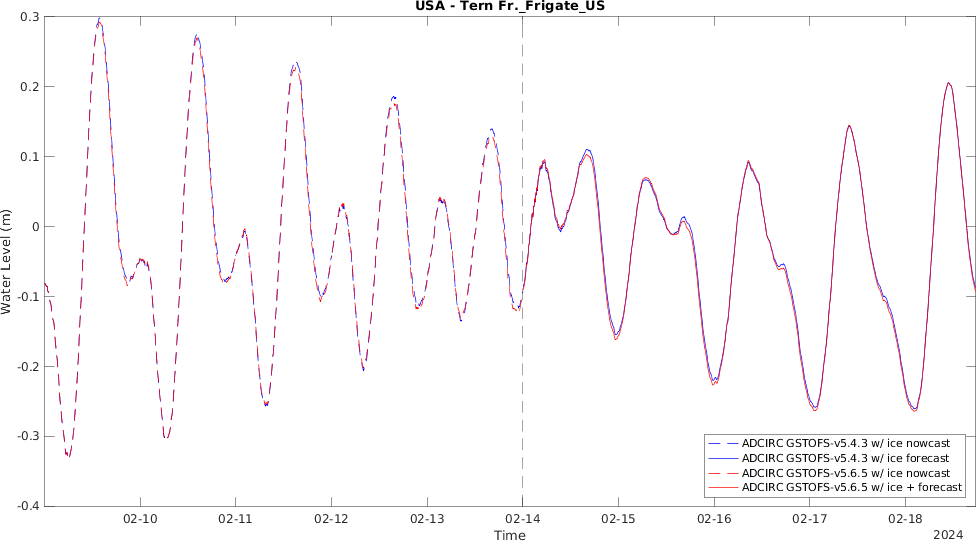 USA - Tern Fr._Frigate_US
0.3
0.2
0.1
0
-0.1
-0.2
-0.3
-0.4
Water Level (m)
ADCIRC GSTOFS-v5.4.3 w/ ice nowcast
ADCIRC GSTOFS-v5.4.3 w/ ice forecast
ADCIRC GSTOFS-v5.6.5 w/ ice nowcast
ADCIRC GSTOFS-v5.6.5 w/ ice + forecast
02-10 02-11 02-12 02-13 02-14 02-15 02-16 02-17 02-18
Time
2024